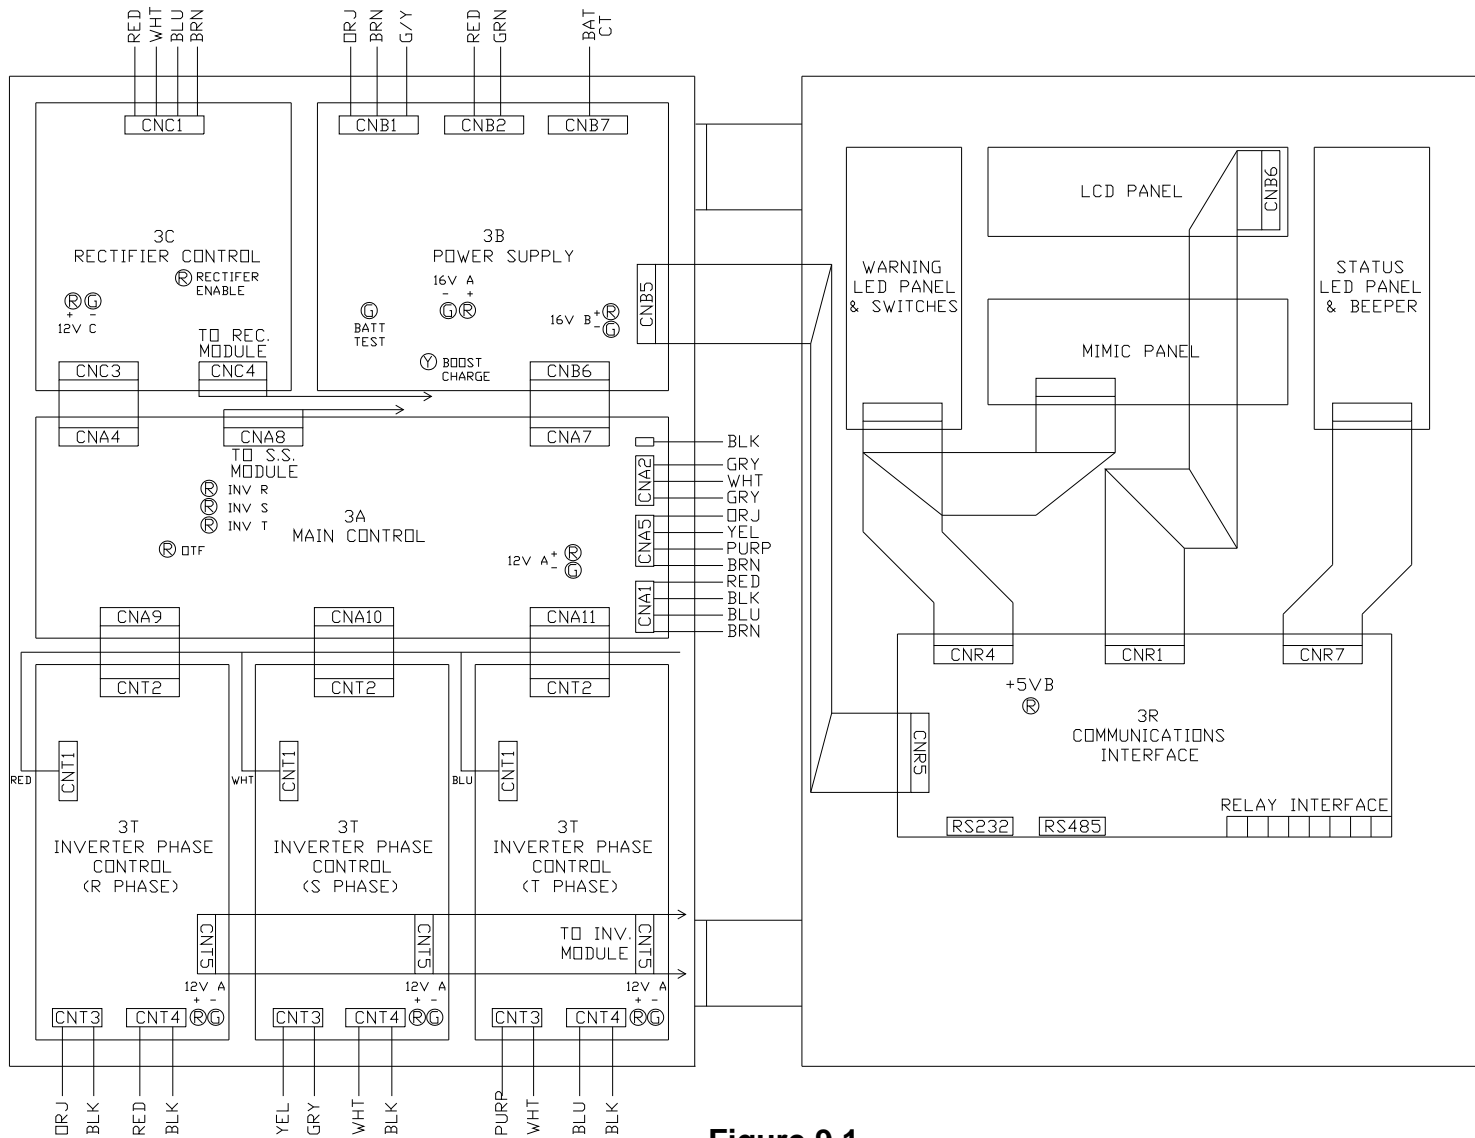 RED
WHT
BLU
BRN
ORJ
BRN
G/Y
RED
GRN
BAT
CT
CNC1
CNB1
CNB2
CNB7
3C
RECTIFIER CONTROL
R RECTIFER
ENABLE
R G
+ -
12V C
TO REC.
MODULE
CNC3
CNC4
3B
POWER SUPPLY
16V A
- +
G R
G
BATT
TEST
Y BOOST
CHARGE
16V B + R
- G
CNB5
CNB6
CNA4
CNA8
CNA7
TO S.S.
MODULE
R INV R
R INV S
R INV T
R OTF
3A
MAIN CONTROL
12V A + R
- G
CNA2
CNA5
CNA1
BLK
GRY
WHT
GRY
ORJ
YEL
PURP
BRN
RED
BLK
BLU
BRN
CNA9
CNA10
CNA11
CNT2
CNT2
CNT2
RED
CNT1
WHT
CNT1
BLU
CNT1
3T
INVERTER PHASE
CONTROL
(R PHASE)
3T
INVERTER PHASE
CONTROL
(S PHASE)
3T
INVERTER PHASE
CONTROL
(T PHASE)
CNT5
CNT5
TO INV.
MODULE
CNT5
12V A
+ -
R G
12V A
+ -
R G
12V A
+ -
R G
CNT3
CNT4
CNT3
CNT4
CNT3
CNT4
ORJ
BLK
RED
BLK
YEL
GRY
WHT
BLK
PURP
WHT
BLU
BLK
WARNING
LED PANEL
& SWITCHES
LCD PANEL
CNB6
MIMIC PANEL
STATUS
LED PANEL
& BEEPER
CNR4
CNR1
CNR7
+5VB
R
3R
COMMUNICATIONS
INTERFACE
CNR5
RS232
RS485
RELAY INTERFACE
Figure 9.1